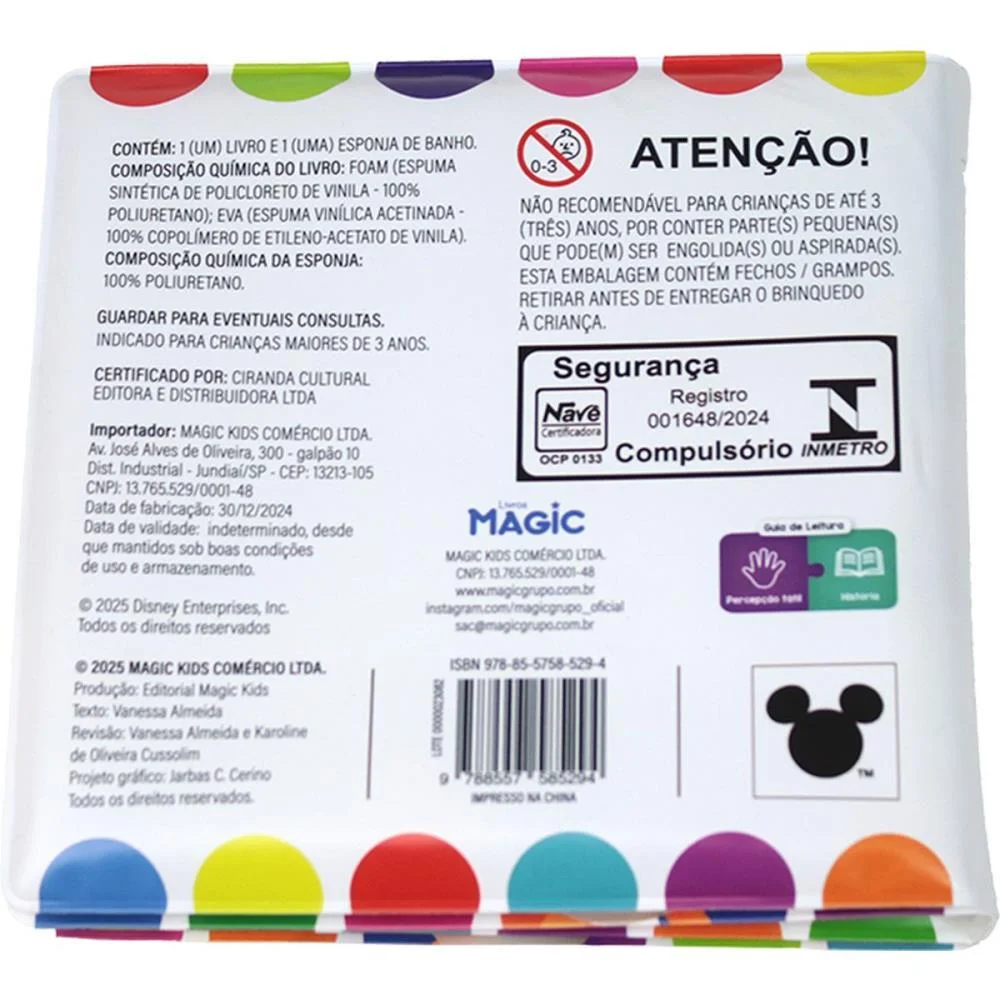 CONTÉM: 1 (UM) LIVRO E 1 (UMA) ESPONJA DE BANHO.
COMPOSIÇÃO QUÍMICA DO LIVRO: FOAM (ESPUMA
SINTÉTICA DE POLICLORETO DE VINILA - 100%
POLIURETANO); EVA (ESPUMA VINÍLICA ACETINADA -
100% COPOLÍMERO DE ETILENO-ACETATO DE VINILA).
COMPOSIÇÃO QUÍMICA DA ESPONJA:
100% POLIURETANO.
GUARDAR PARA EVENTUAIS CONSULTAS.
INDICADO PARA CRIANÇAS MAIORES DE 3 ANOS.
CERTIFICADO POR: CIRANDA CULTURAL
EDITORA E DISTRIBUIDORA LTDA
Importador: MAGIC KIDS COMÉRCIO LTDA.
Av. José Alves de Oliveira, 300 - galpão 10
Dist. Industrial - Jundiaí/SP - CEP: 13213-105
CNPJ: 13.765.529/0001-48
Data de fabricação: 30/12/2024
Data de validade: indeterminado, desde
que mantidos sob boas condições
de uso e armazenamento.
© 2025 Disney Enterprises, Inc.
Todos os direitos reservados
© 2025 MAGIC KIDS COMÉRCIO LTDA.
Produção: Editorial Magic Kids
Texto: Vanessa Almeida
Revisão: Vanessa Almeida e Karoline
de Oliveira Cussolim
Projeto gráfico: Jarbas C. Cerino
Todos os direitos reservados.
0-3
ATENÇÃO!
NÃO RECOMENDÁVEL PARA CRIANÇAS DE ATÉ 3
(TRÊS) ANOS, POR CONTER PARTE(S) PEQUENA(S)
QUE PODE(M) SER ENGOLIDA(S) OU ASPIRADA(S).
ESTA EMBALAGEM CONTÉM FECHOS / GRAMPOS.
RETIRAR ANTES DE ENTREGAR O BRINQUEDO
À CRIANÇA.
Segurança
Navê
Certificadora
OCP 0133
Registro
001648/2024
Compulsório
INMETRO
Livros
MAGIC
MAGIC KIDS COMÉRCIO LTDA.
CNPJ: 13.765.529/0001-48
www.magicgrupo.com.br
instagram.com/magicgrupo_oficial
sac@magicgrupo.com.br
Guia de Leitura
Percepção tátil
História
ISBN 978-85-5758-529-4
LOTE 0000023082
9 788557 585294
IMPRESSO NA CHINA
TM